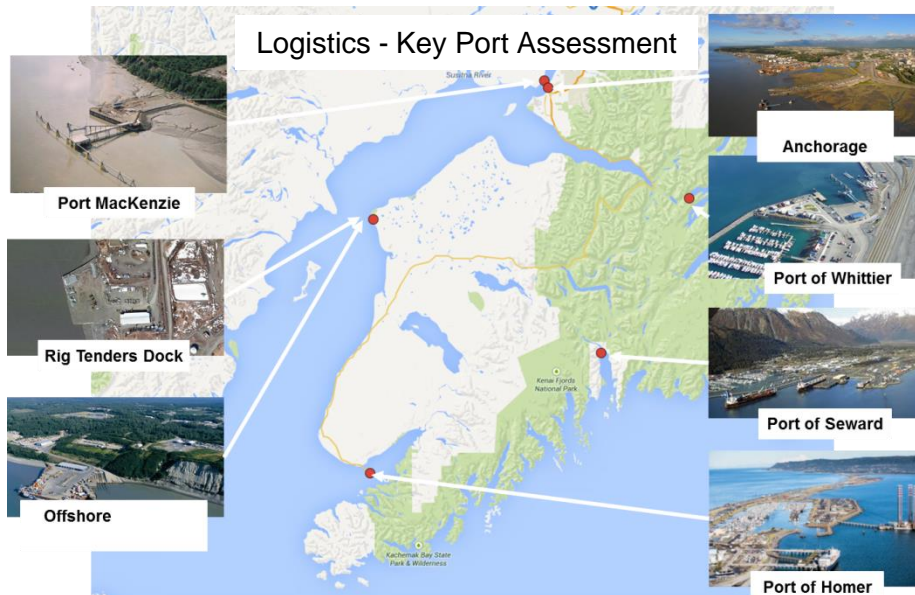 Logistics - Key Port Assessment
Susitna River
Port MacKenzie
Anchorage
Port of Whittier
Rig Tenders Dock
Kenai Fjords
National Park
Port of Seward
Offshore
Kachemak Bay State
Park & Wilderness
Port of Homer